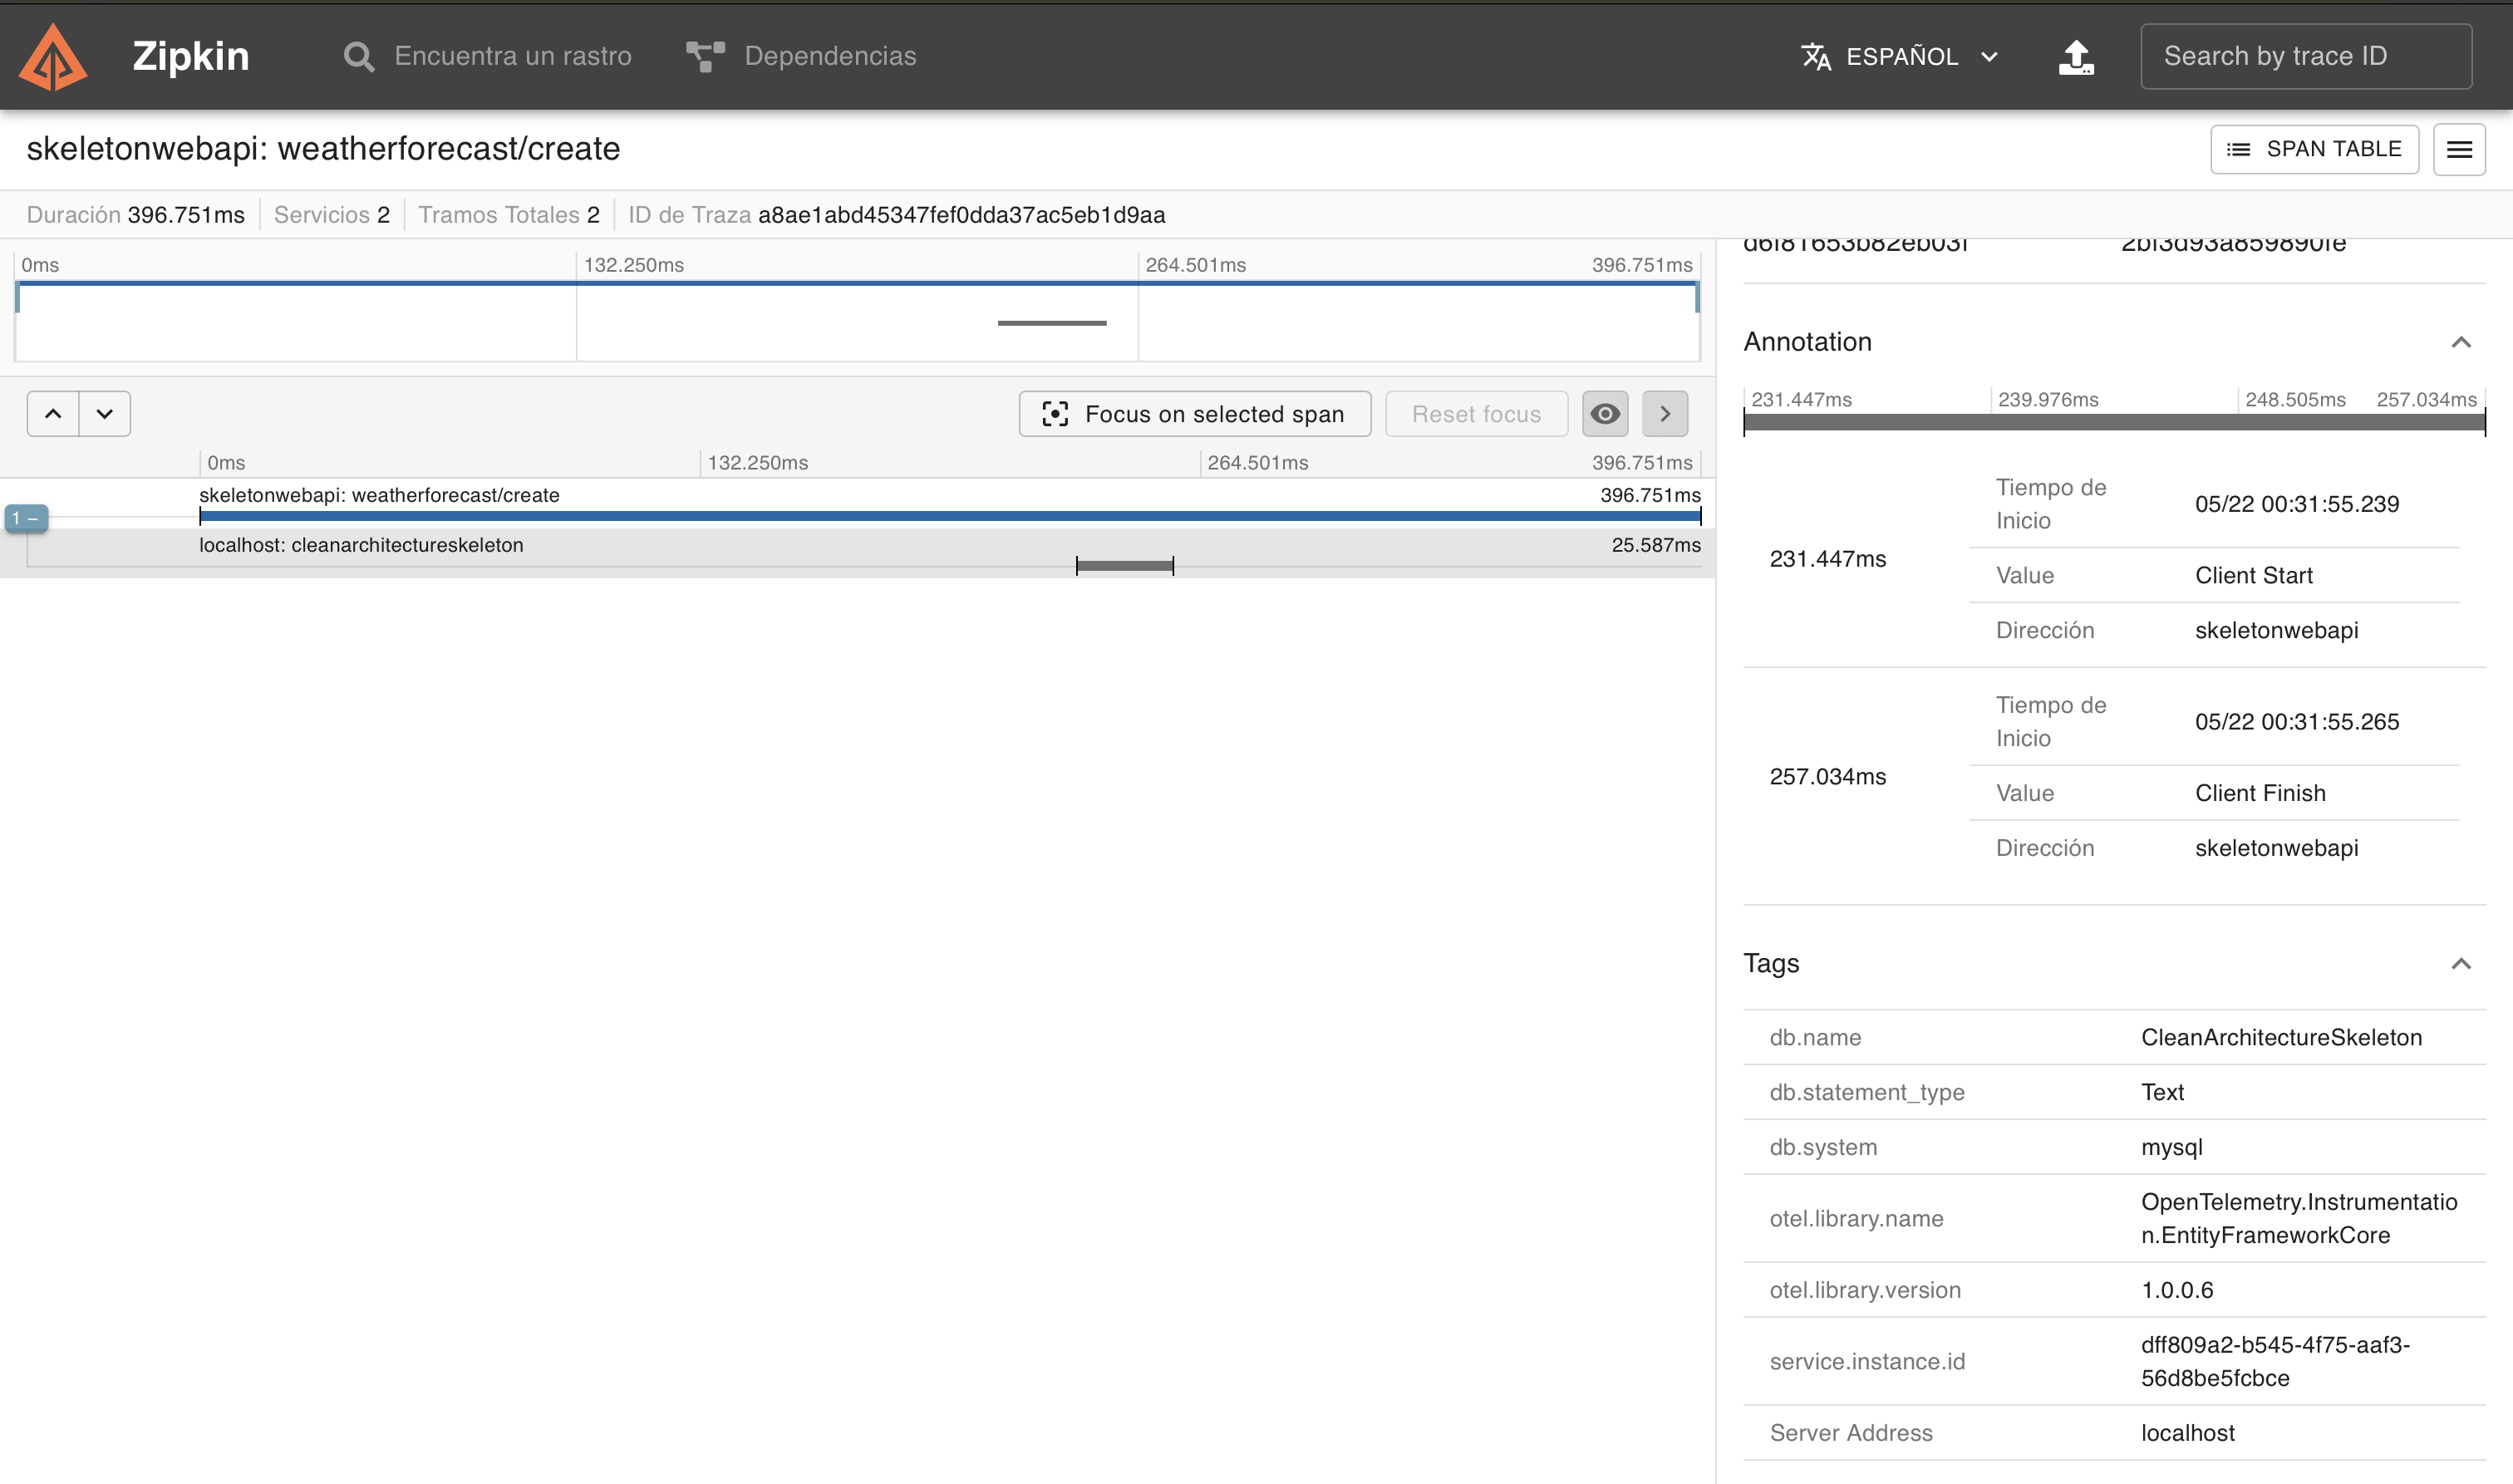 Zipkin
Encuentra un rastro
Dependencias
ESPAÑOL
Search by trace ID
skeletonwebapi: weatherforecast/create
SPAN TABLE
Duración 396.751ms
Servicios 2
Tramos Totales 2
ID de Traza a8ae1abd45347fef0dda37ac5eb1d9aa
0ms
132.250ms
264.501ms
396.751ms
Focus on selected span
Reset focus
0ms
132.250ms
264.501ms
396.751ms
skeletonwebapi: weatherforecast/create
396.751ms
1 –
localhost: cleanarchitectureskeleton
25.587ms
d6f81653b82eb03f
2bf3d93a859890fe
Annotation
231.447ms
239.976ms
248.505ms
257.034ms
231.447ms
Tiempo de
Inicio
05/22 00:31:55.239
Value
Client Start
Dirección
skeletonwebapi
257.034ms
Tiempo de
Inicio
05/22 00:31:55.265
Value
Client Finish
Dirección
skeletonwebapi
Tags
db.name
CleanArchitectureSkeleton
db.statement_type
Text
db.system
mysql
otel.library.name
OpenTelemetry.Instrumentatio
n.EntityFrameworkCore
otel.library.version
1.0.0.6
service.instance.id
dff809a2-b545-4f75-aaf3-
56d8be5fcbce
Server Address
localhost